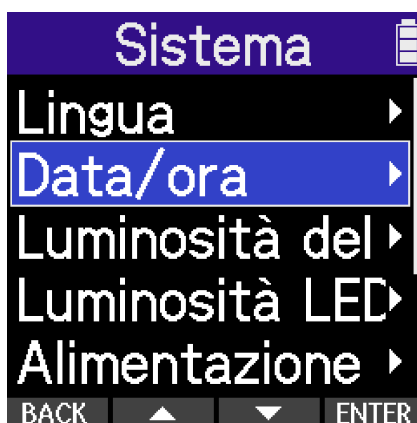 Sistema
Lingua
Data/ora
Luminosità del
Luminosità LED
Alimentazione
BACK ENTER